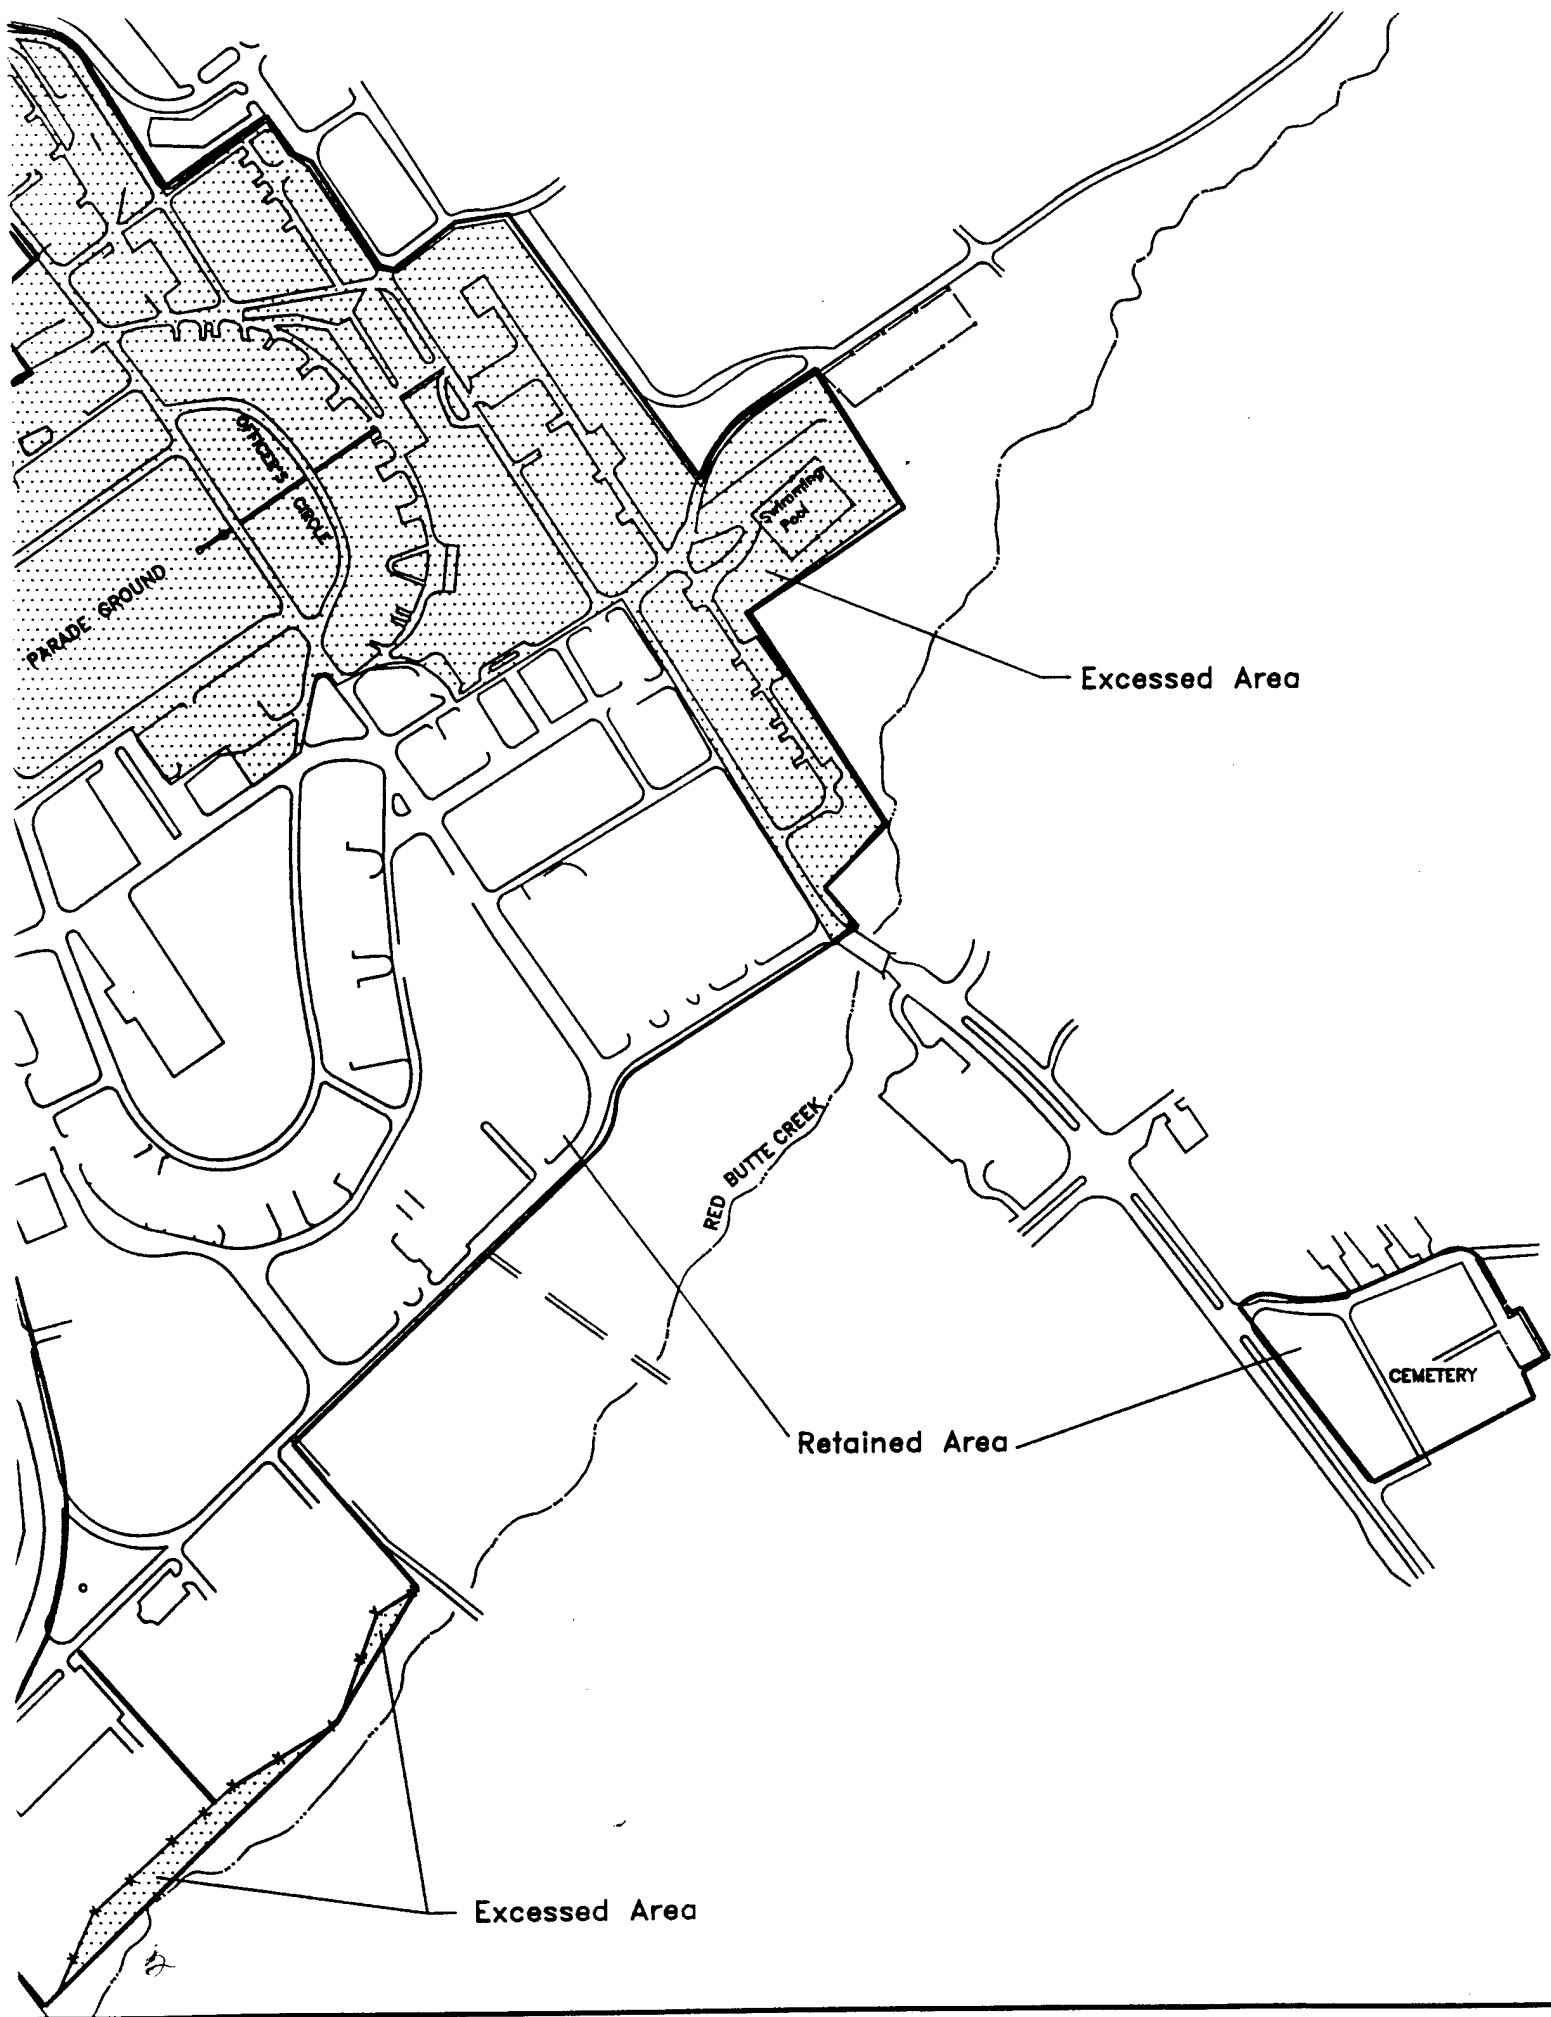 OFFICER'S
CIRCLE
Swimming
Pool
PARADE GROUND
Excessed Area
RED BUTTE CREEK
CEMETERY
Retained Area
Excessed Area